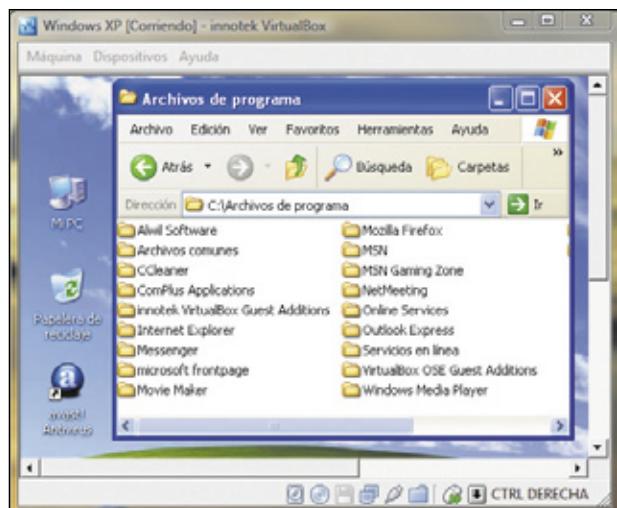 Windows XP [Corriendo] - innotek VirtualBox
Máquina Dispositivos Ayuda
Archivos de programa
Archivo Edición Ver Favoritos Herramientas Ayuda
Atrás Búsqueda Carpetas »
Dirección C:\Archivos de programa Ir
Mi PC
Papelera de reciclaje
avast! Antivirus
Alwil Software
Archivos comunes
CCleaner
ComPlus Applications
innotek VirtualBox Guest Additions
Internet Explorer
Messenger
microsoft frontpage
Movie Maker
Mozilla Firefox
MSN
MSN Gaming Zone
NetMeeting
Online Services
Outlook Express
Servicios en línea
VirtualBox OSE Guest Additions
Windows Media Player
CTRL DERECHA